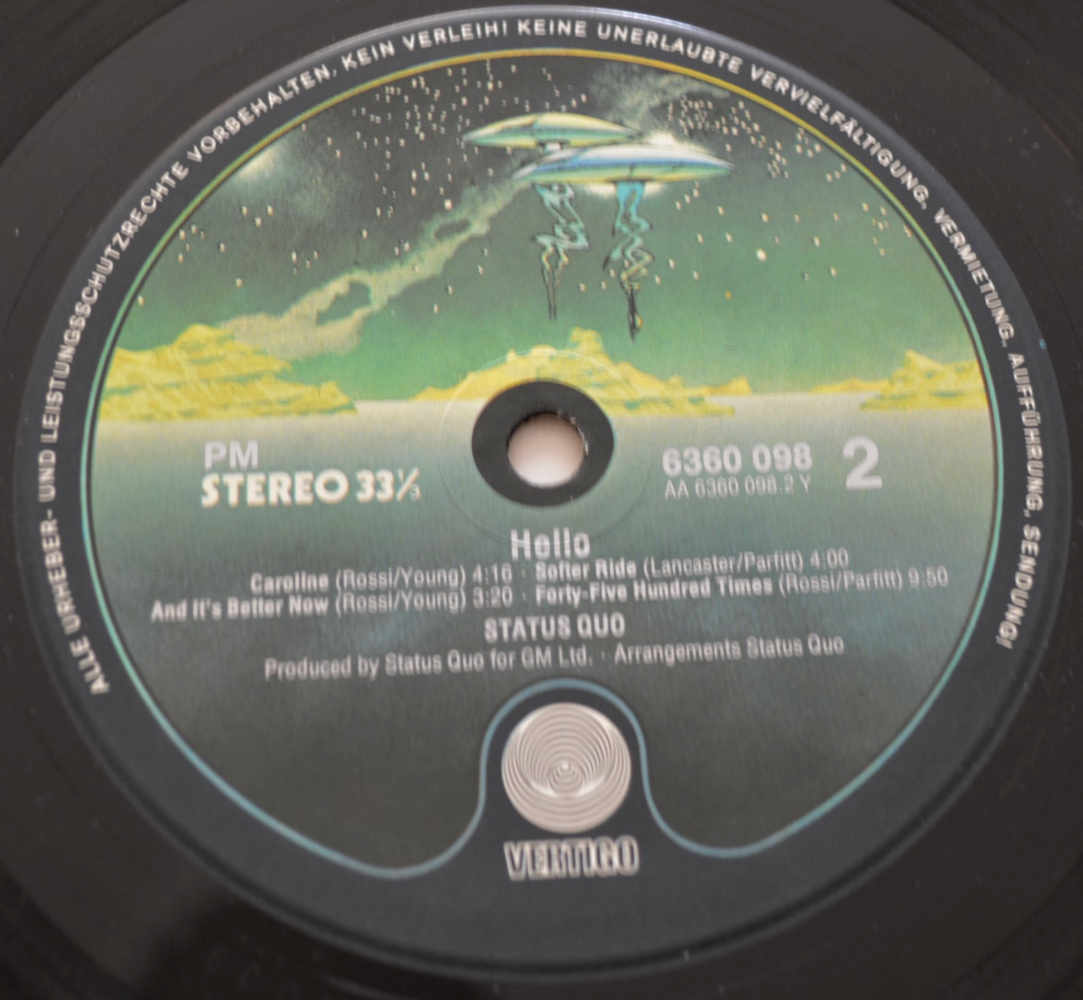 ALLE URHEBER- UND LEISTUNGSSCHUTZRECHTE VORBEHALTEN. KEIN VERLEIH! KEINE UNERLAUBTE VERVIELFÄLTIGUNG, VERMIETUNG, AUFFÜHRUNG, SENDUNG!
PM
STEREO 33⅓
6360 098
AA 6360 098.2 Y
2
Hello
Caroline (Rossi/Young) 4:16 · Softer Ride (Lancaster/Parfitt) 4:00
And It's Better Now (Rossi/Young) 3:20 · Forty-Five Hundred Times (Rossi/Parfitt) 9:50
STATUS QUO
Produced by Status Quo for GM Ltd. · Arrangements Status Quo
VERTIGO